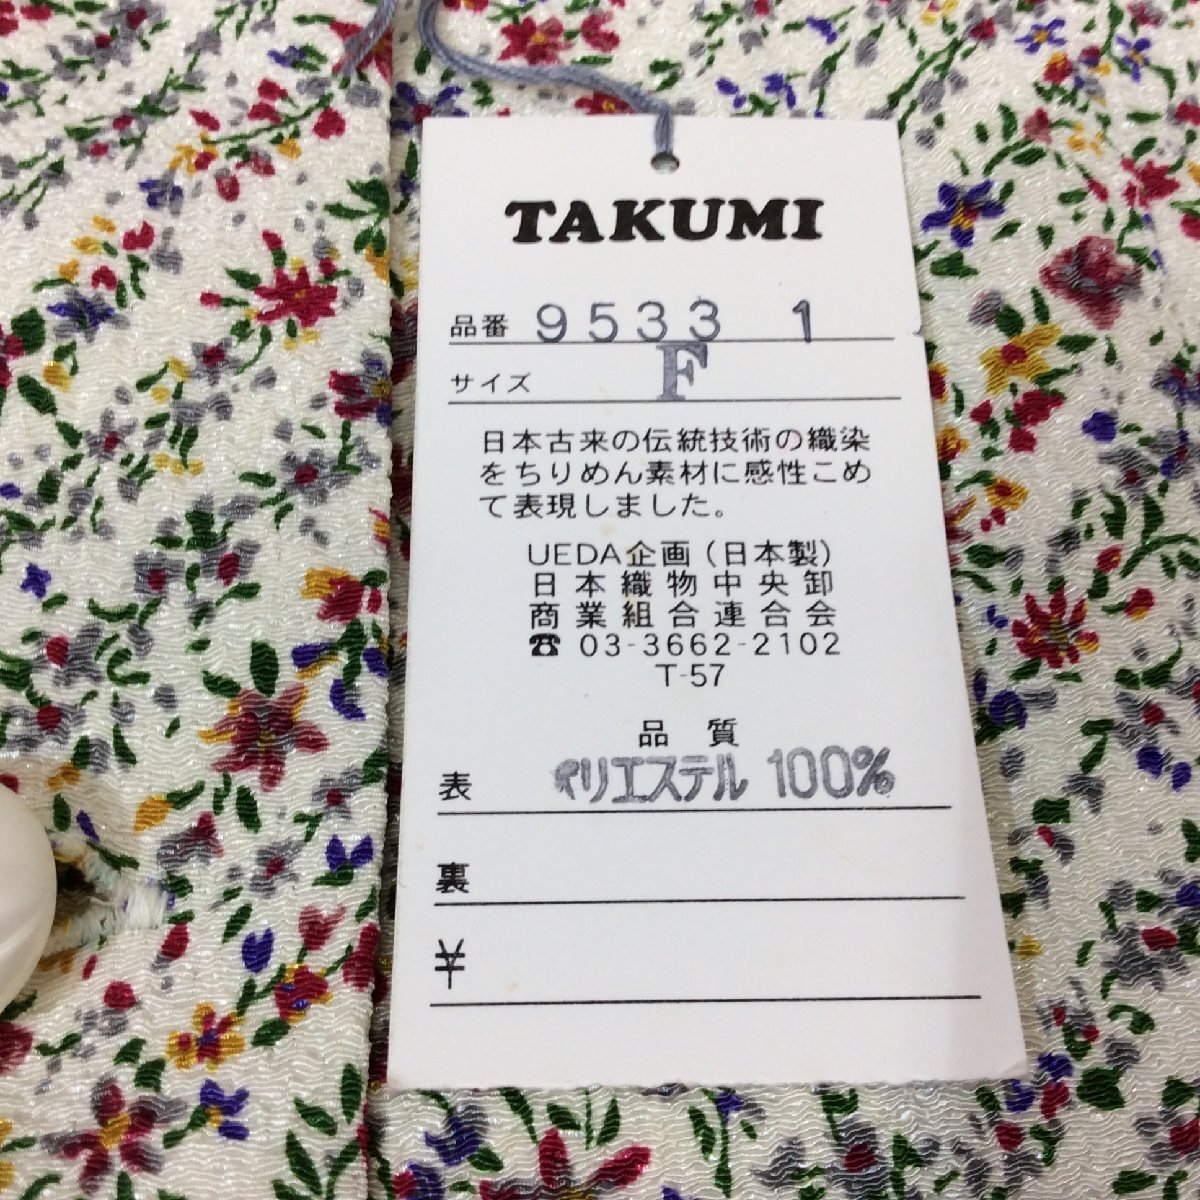 TAKUMI
品番 9533 1
サイズ F
日本古来の伝統技術の織染
をちりめん素材に感性こめ
て表現しました。
UEDA企画(日本製)
日本織物中央卸
商業組合連合会
☎ 03-3662-2102
T-57
品 質
表 ポリエステル 100%
裏
¥